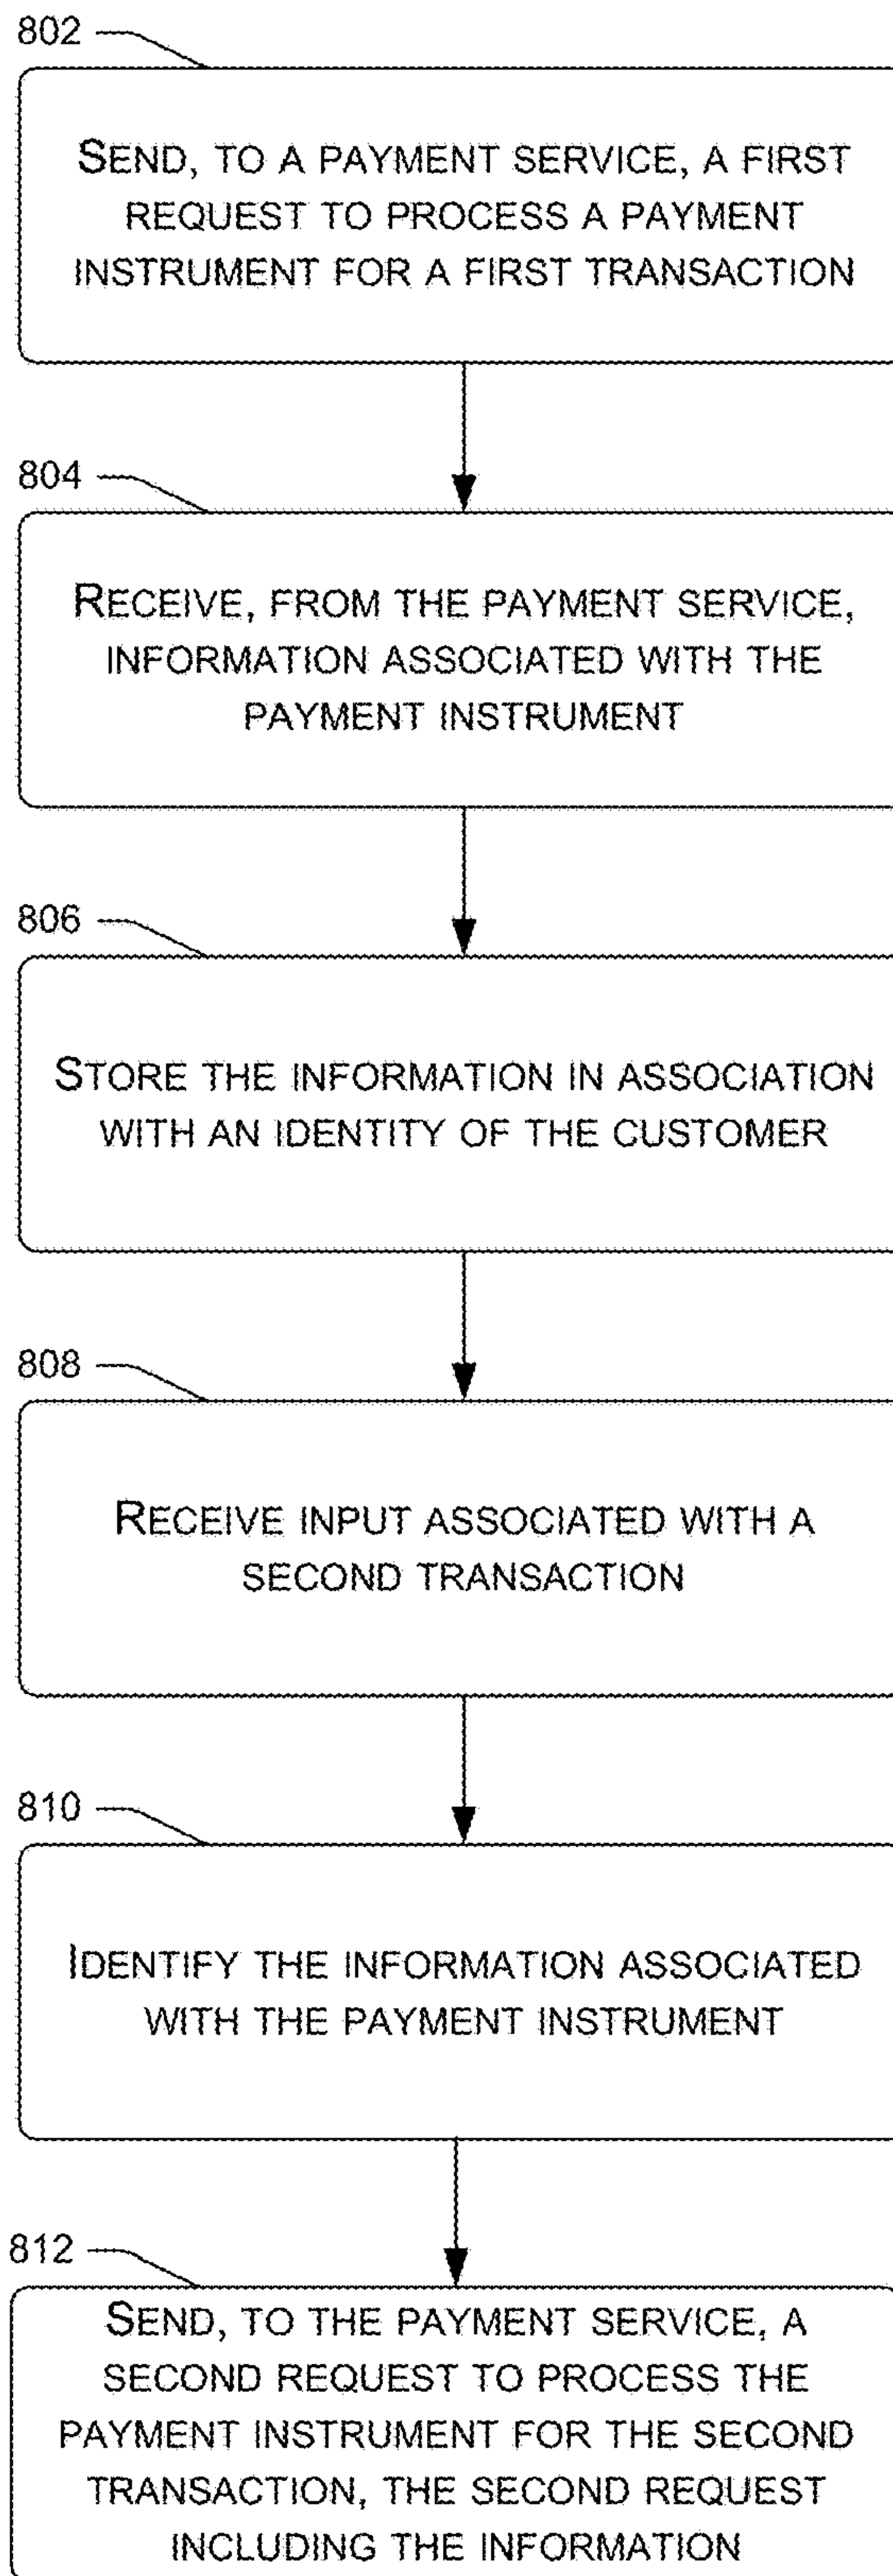 802
SEND, TO A PAYMENT SERVICE, A FIRST
REQUEST TO PROCESS A PAYMENT
INSTRUMENT FOR A FIRST TRANSACTION
804
RECEIVE, FROM THE PAYMENT SERVICE,
INFORMATION ASSOCIATED WITH THE
PAYMENT INSTRUMENT
806
STORE THE INFORMATION IN ASSOCIATION
WITH AN IDENTITY OF THE CUSTOMER
808
RECEIVE INPUT ASSOCIATED WITH A
SECOND TRANSACTION
810
IDENTIFY THE INFORMATION ASSOCIATED
WITH THE PAYMENT INSTRUMENT
812
SEND, TO THE PAYMENT SERVICE, A
SECOND REQUEST TO PROCESS THE
PAYMENT INSTRUMENT FOR THE SECOND
TRANSACTION, THE SECOND REQUEST
INCLUDING THE INFORMATION